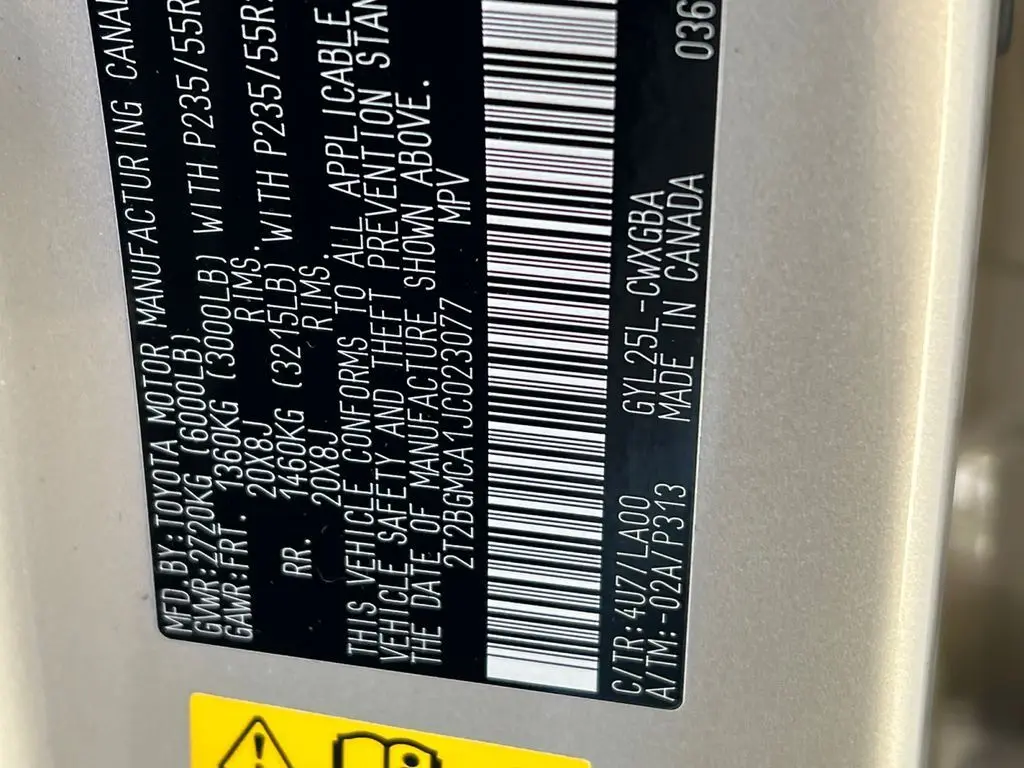 MFD. BY: TOYOTA MOTOR MANUFACTURING
GVWR: 2720KG (6000LB)
GAWR: FRT. 1360KG (3000LB) WITH P235/55R
20X8J RIMS.
RR. 1460KG (3215LB) WITH P235/55R
20X8J RIMS.
THIS VEHICLE CONFORMS TO ALL APPLICABLE
VEHICLE SAFETY AND THEFT PREVENTION
THE DATE OF MANUFACTURE SHOWN ABOVE.
2T2BGMCA1JC023077 MPV
C/TR: 4U7/LA00 GYL25L-CWXGBA
A/TM: -02A/P313 MADE IN CANADA 036